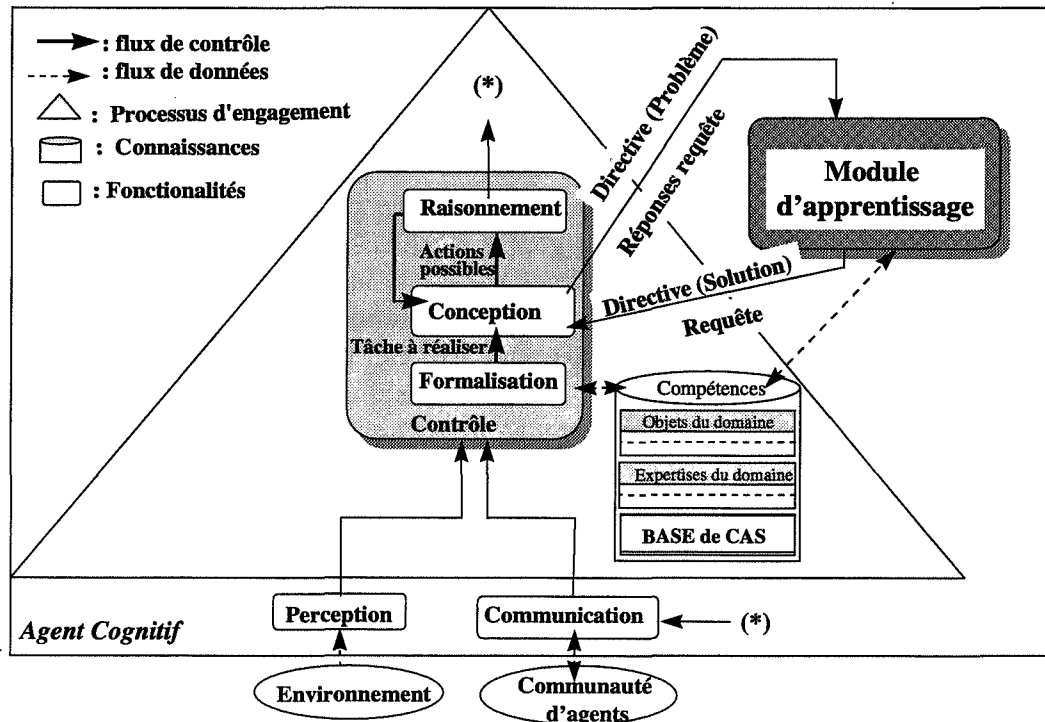 : flux de contrôle
: flux de données
: Processus d'engagement
: Connaissances
: Fonctionalités
(*)
Directive (Problème)
Réponses requête
Module
d'apprentissage
Raisonnement
Actions
possibles
Conception
Directive (Solution)
Requête
Tâche à réaliser
Formalisation
Contrôle
Compétences
Objets du domaine
Expertises du domaine
BASE de CAS
Perception
Communication
(*)
Agent Cognitif
Environnement
Communauté
d'agents